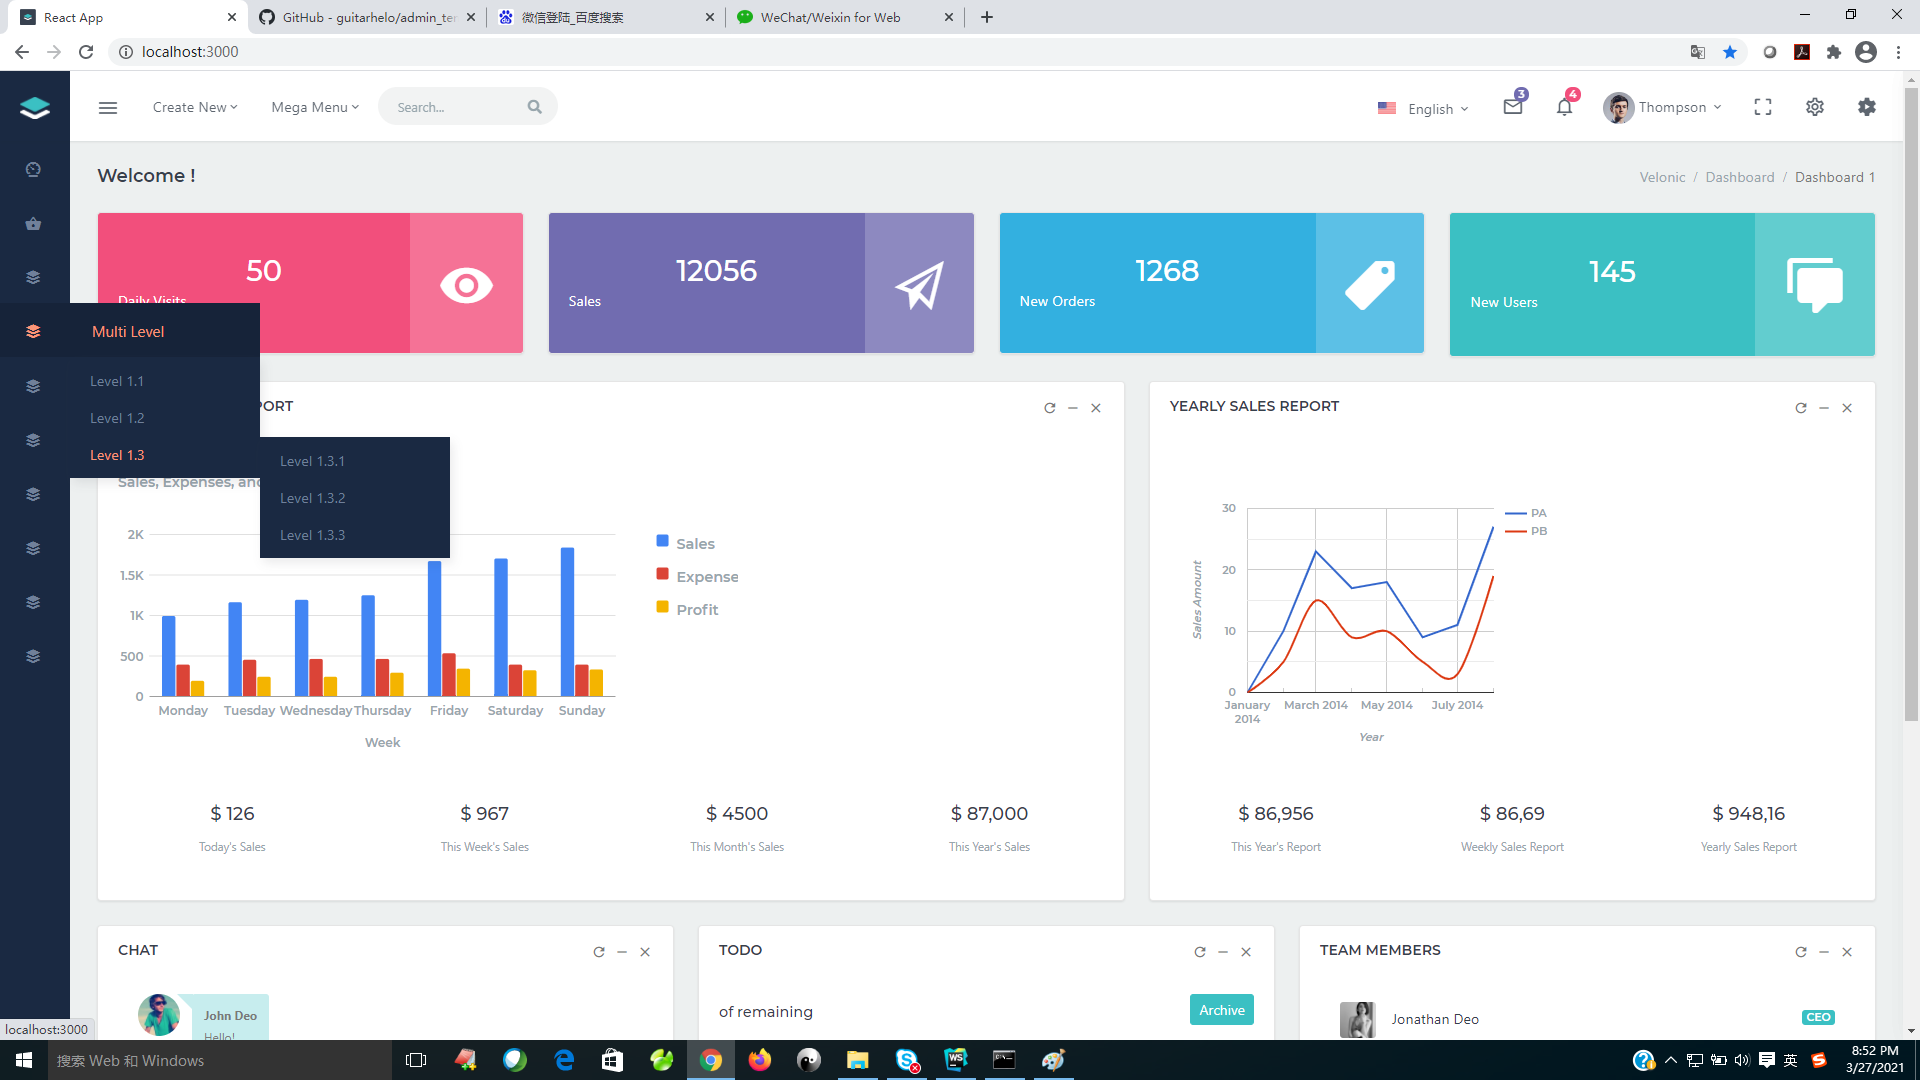 React App
GitHub - guitarhelo/admin_ter
微信登陆_百度搜索
WeChat/Weixin for Web
localhost:3000
Create New
Mega Menu
Search...
English
3
4
Thompson
Welcome !
Velonic / Dashboard / Dashboard 1
50
Daily Visits
12056
Sales
1268
New Orders
145
New Users
Multi Level
Level 1.1
Level 1.2
Level 1.3
Level 1.3.1
Level 1.3.2
Level 1.3.3
PORT
Sales, Expenses, and
2K
1.5K
1K
500
0
Monday Tuesday Wednesday Thursday Friday Saturday Sunday
Week
Sales
Expense
Profit
$ 126
Today's Sales
$ 967
This Week's Sales
$ 4500
This Month's Sales
$ 87,000
This Year's Sales
YEARLY SALES REPORT
30
20
10
0
Sales Amount
January 2014
March 2014
May 2014
July 2014
Year
PA
PB
$ 86,956
This Year's Report
$ 86,69
Weekly Sales Report
$ 948,16
Yearly Sales Report
CHAT
John Deo
Hello!
TODO
of remaining
Archive
TEAM MEMBERS
Jonathan Deo
CEO
localhost:3000
搜索 Web 和 Windows
WS
英
8:52 PM
3/27/2021